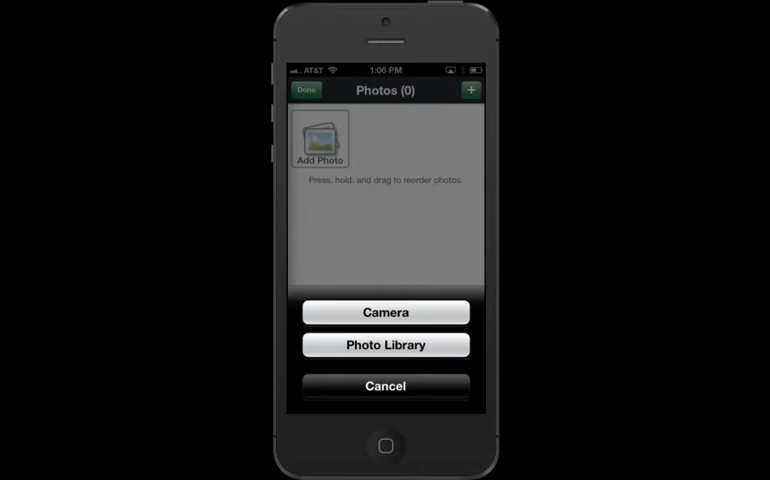 AT&T 1:06 PM
Done Photos (0) +
Add Photo
Press, hold, and drag to reorder photos.
Camera
Photo Library
Cancel